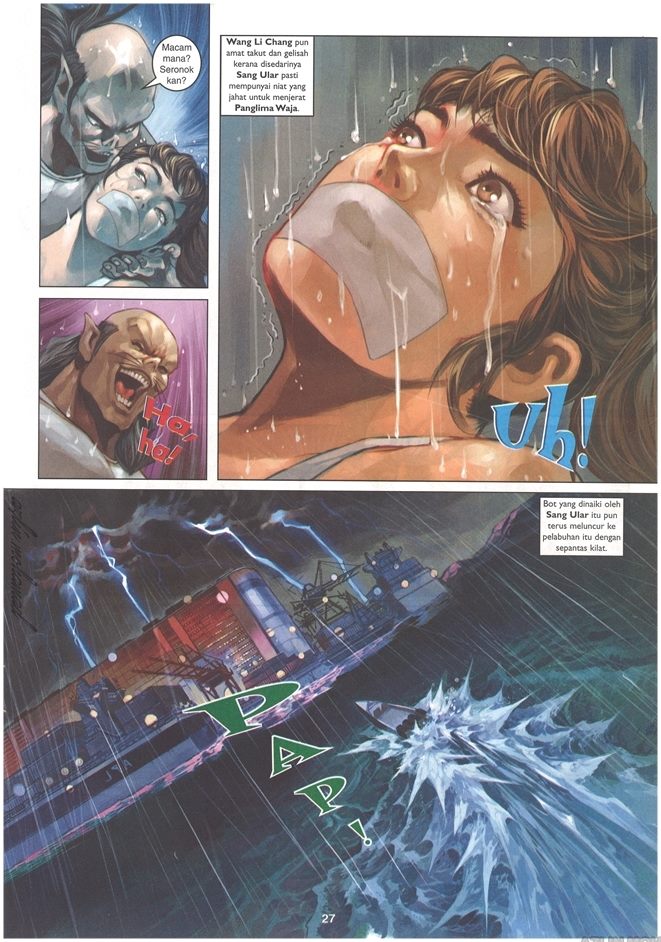 Macam
mana?
Seronok
kan?
Wang Li Chang pun
amat takut dan gelisah
kerana disedarinya
Sang Ular pasti
mempunyai niat yang
jahat untuk menjerat
Panglima Waja.
Uh!
Ha,
ha!
Bot yang dinaiki oleh
Sang Ular itu pun
terus meluncur ke
pelabuhan itu dengan
sepantas kilat.
PAP!
27